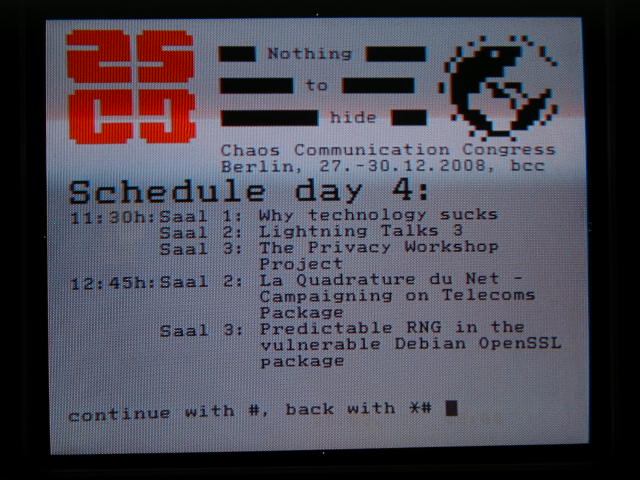 25
C3
Nothing
to
hide
Chaos Communication Congress
Berlin, 27.-30.12.2008, bcc
Schedule day 4:
11:30h:Saal 1: Why technology sucks
Saal 2: Lightning Talks 3
Saal 3: The Privacy Workshop
Project
12:45h:Saal 2: La Quadrature du Net -
Campaigning on Telecoms
Package
Saal 3: Predictable RNG in the
vulnerable Debian OpenSSL
package
continue with #, back with *#